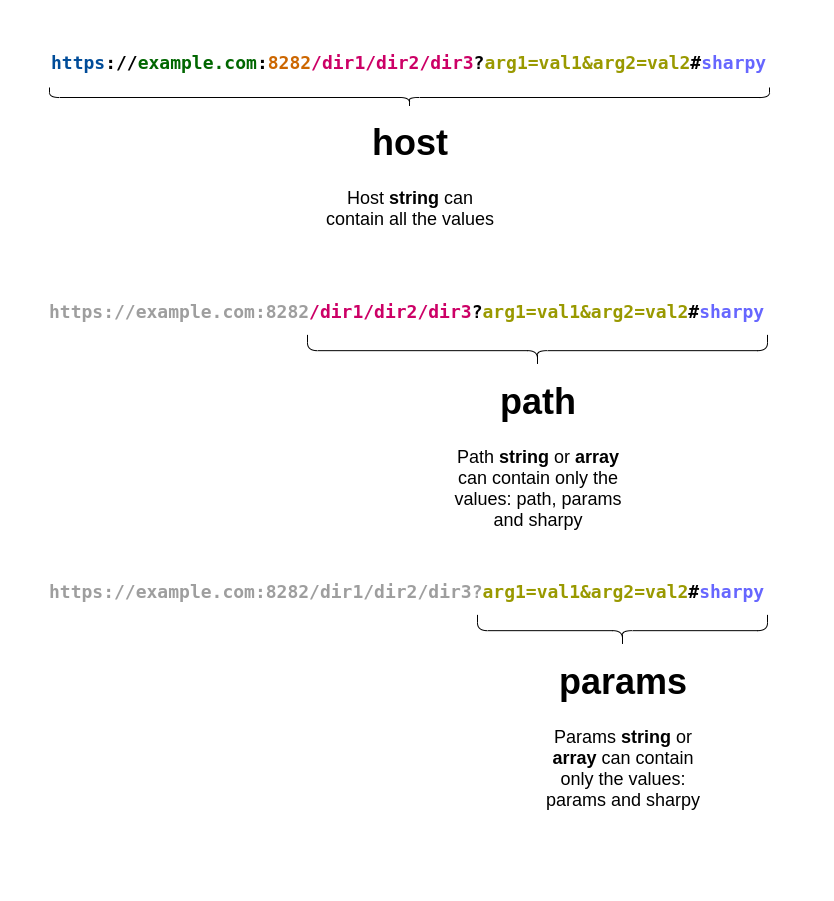 https://example.com:8282/dir1/dir2/dir3?arg1=val1&arg2=val2#sharpy
host
Host string can
contain all the values
https://example.com:8282/dir1/dir2/dir3?arg1=val1&arg2=val2#sharpy
path
Path string or array
can contain only the
values: path, params
and sharpy
https://example.com:8282/dir1/dir2/dir3?arg1=val1&arg2=val2#sharpy
params
Params string or
array can contain
only the values:
params and sharpy